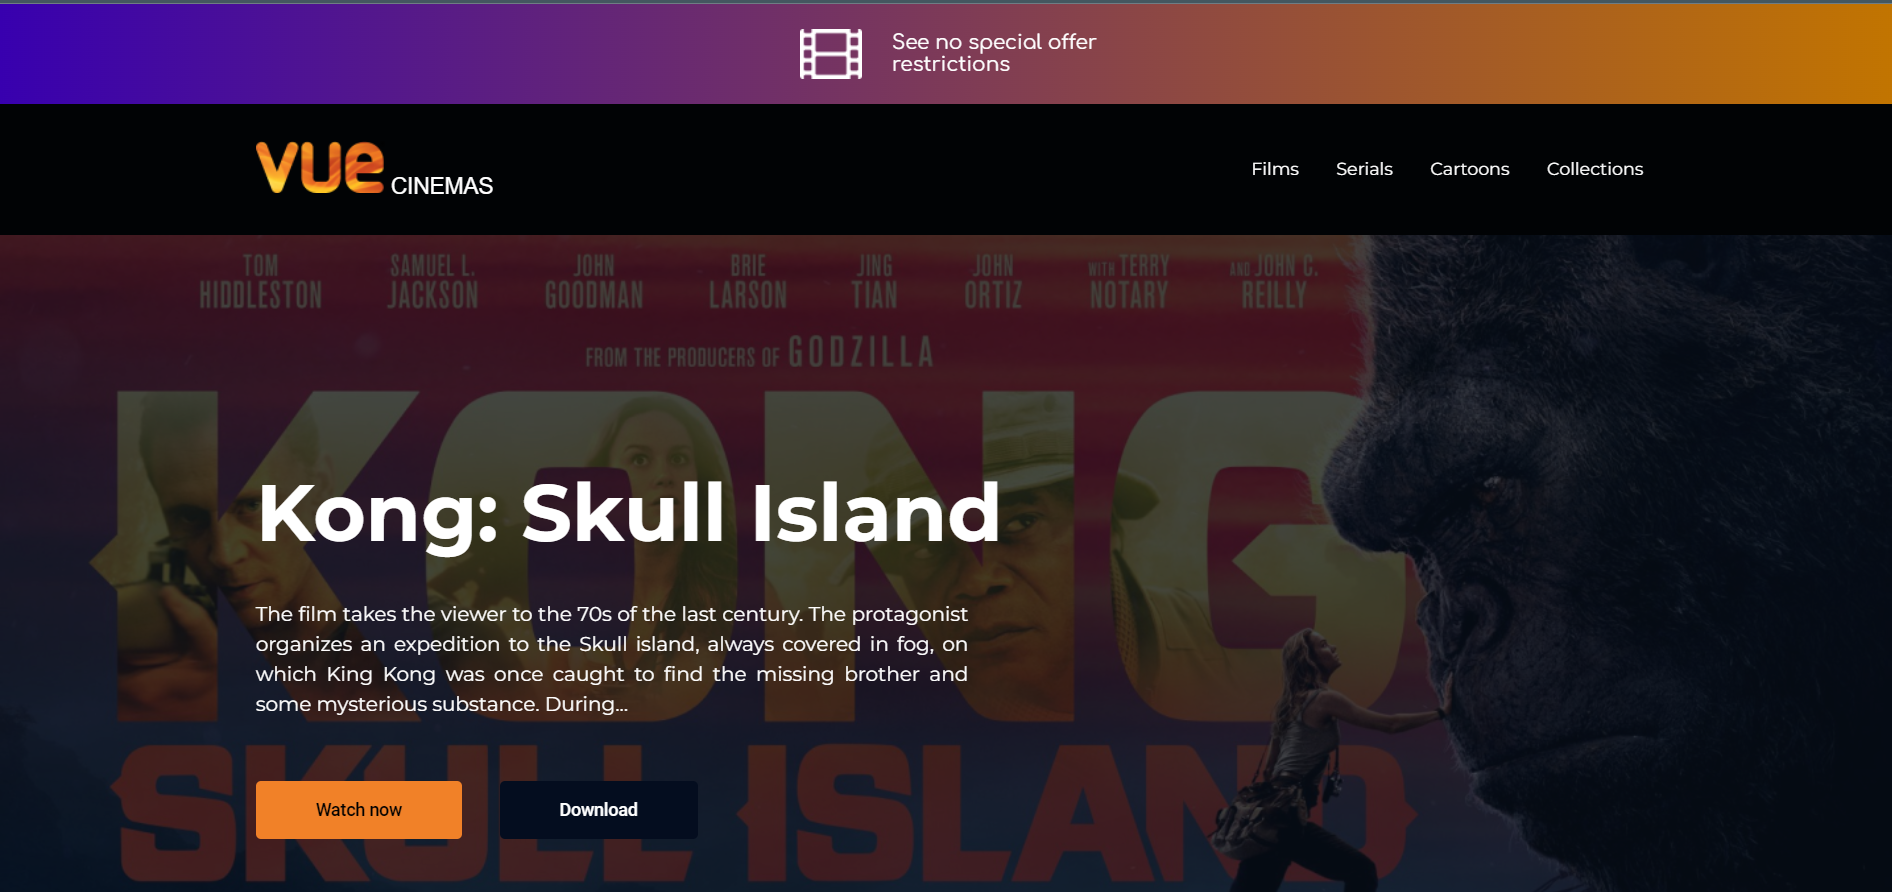 See no special offer
restrictions
vue CINEMAS
Films Serials Cartoons Collections
TOM HIDDLESTON
SAMUEL L. JACKSON
JOHN GOODMAN
BRIE LARSON
JING TIAN
JOHN ORTIZ
WITH TERRY NOTARY
AND JOHN C. REILLY
FROM THE PRODUCERS OF GODZILLA
KONG
Kong: Skull Island
The film takes the viewer to the 70s of the last century. The protagonist
organizes an expedition to the Skull island, always covered in fog, on
which King Kong was once caught to find the missing brother and
some mysterious substance. During...
SKULL ISLAND
Watch now
Download